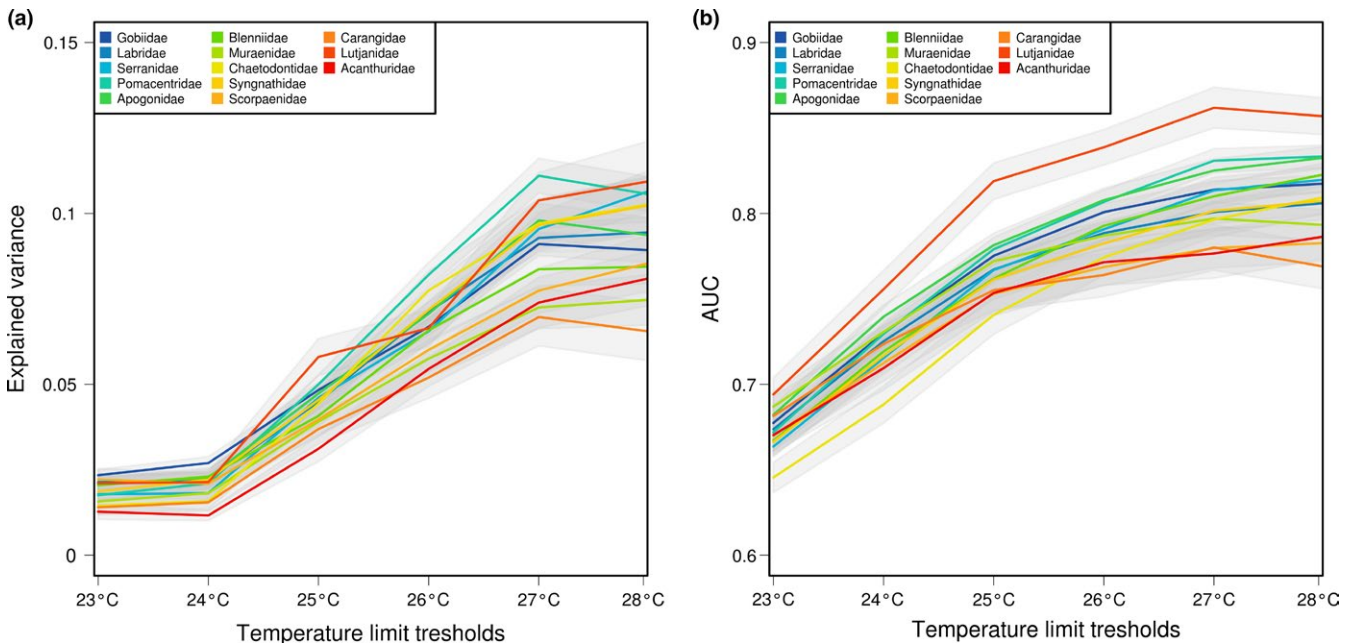 (a)
0.15
Gobiidae Blenniidae Carangidae
Labridae Muraenidae Lutjanidae
Serranidae Chaetodontidae Acanthuridae
Pomacentridae Syngnathidae
Apogonidae Scorpaenidae
0.1
0.05
0
Explained variance
23°C 24°C 25°C 26°C 27°C 28°C
Temperature limit tresholds
(b)
0.9
Gobiidae Blenniidae Carangidae
Labridae Muraenidae Lutjanidae
Serranidae Chaetodontidae Acanthuridae
Pomacentridae Syngnathidae
Apogonidae Scorpaenidae
0.8
0.7
0.6
AUC
23°C 24°C 25°C 26°C 27°C 28°C
Temperature limit tresholds